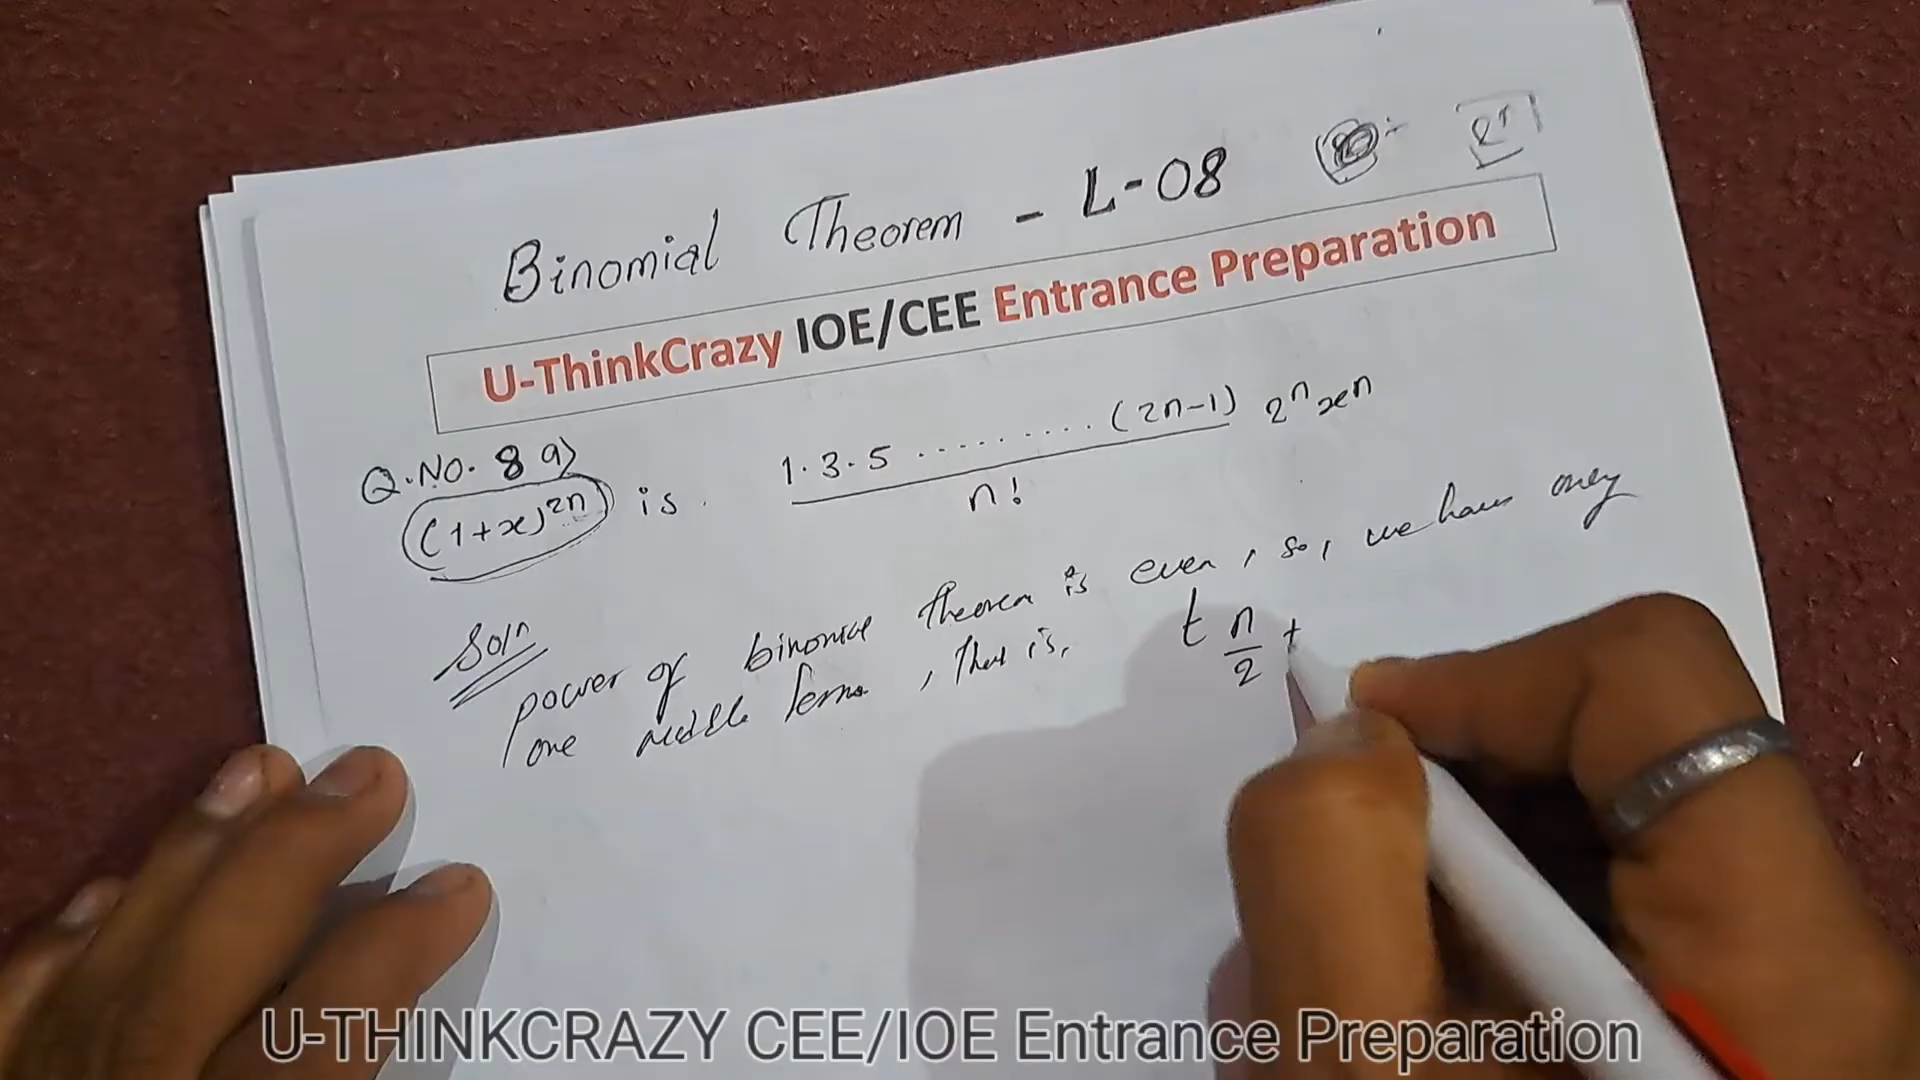 Binomial Theorem - L-08
U-ThinkCrazy IOE/CEE Entrance Preparation
Q.NO. 8 a)
1.3.5 ......... (2n-1) 2ⁿxⁿ
(1+x)²ⁿ is.
n!
Solⁿ
power of binomial theorem is even, so, we have only
one middle term, that is, t n/2 +
U-THINKCRAZY CEE/IOE Entrance Preparation